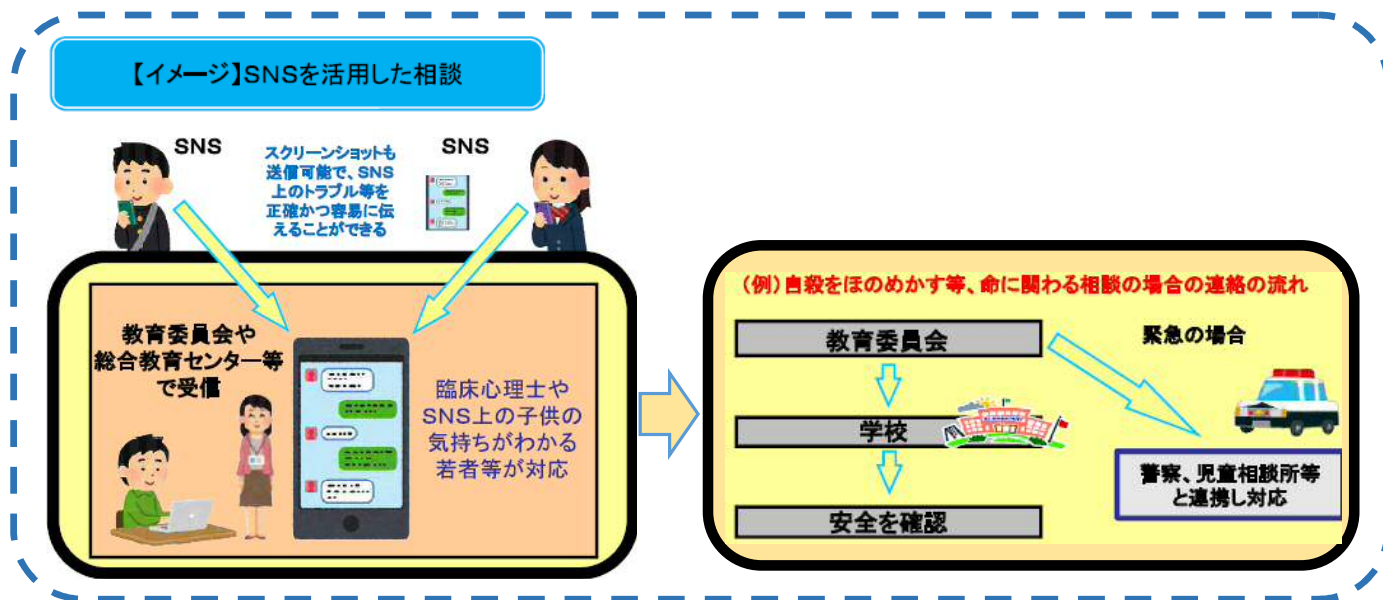 【イメージ】SNSを活用した相談
SNS
スクリーンショットも
送信可能で、SNS
上のトラブル等を
正確かつ容易に伝
えることができる
SNS
教育委員会や
総合教育センター等
で受信
臨床心理士や
SNS上の子供の
気持ちがわかる
若者等が対応
(例)自殺をほのめかす等、命に関わる相談の場合の連絡の流れ
教育委員会
緊急の場合
学校
安全を確認
警察、児童相談所等
と連携し対応